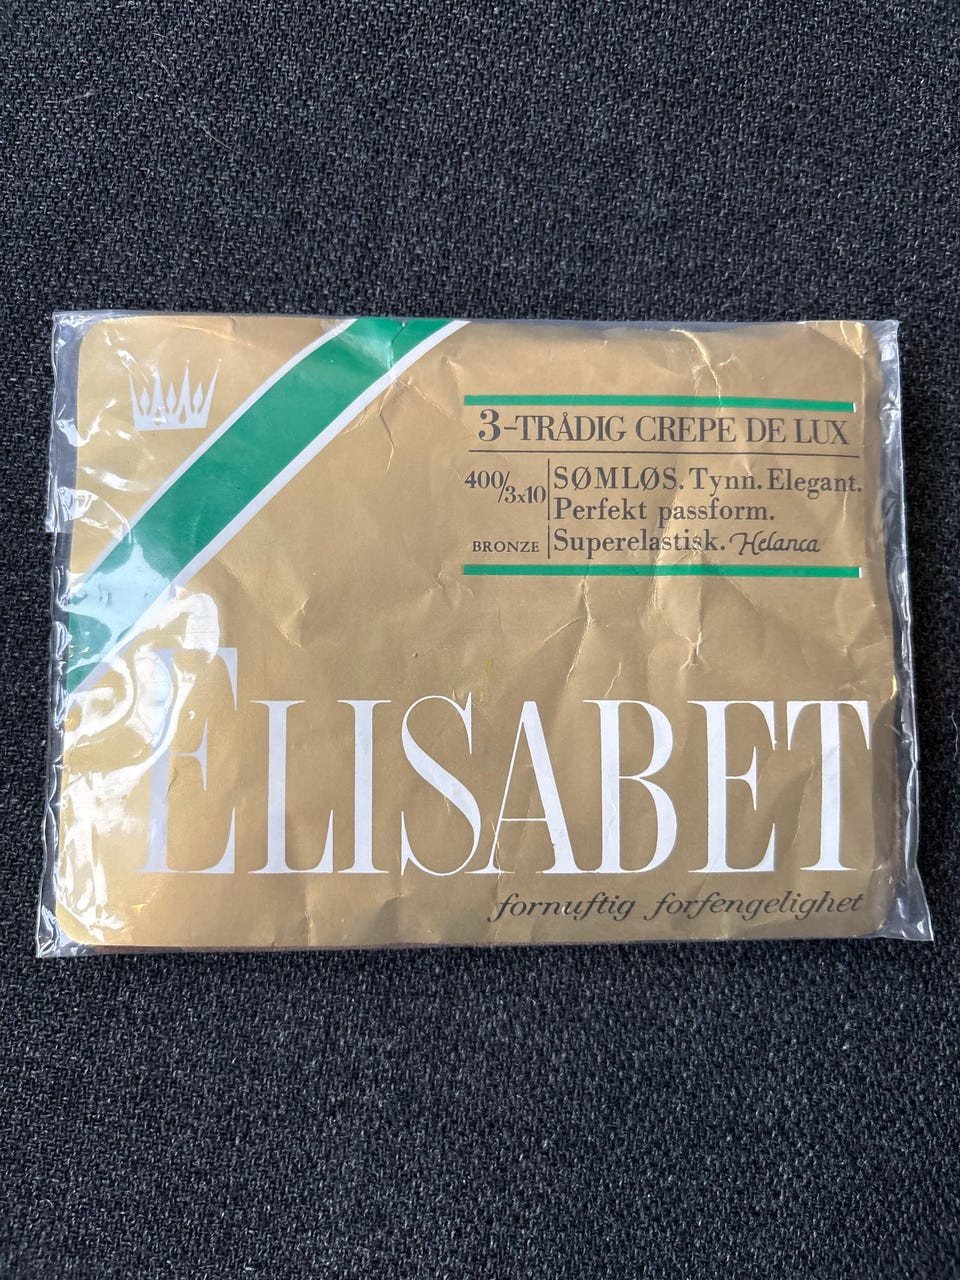 3-TRÅDIG CREPE DE LUX
400/3x10
SØMLØS. Tynn. Elegant.
Perfekt passform.
BRONZE
Superelastisk. Helanca
ELISABET
fornuftig forfengelighet